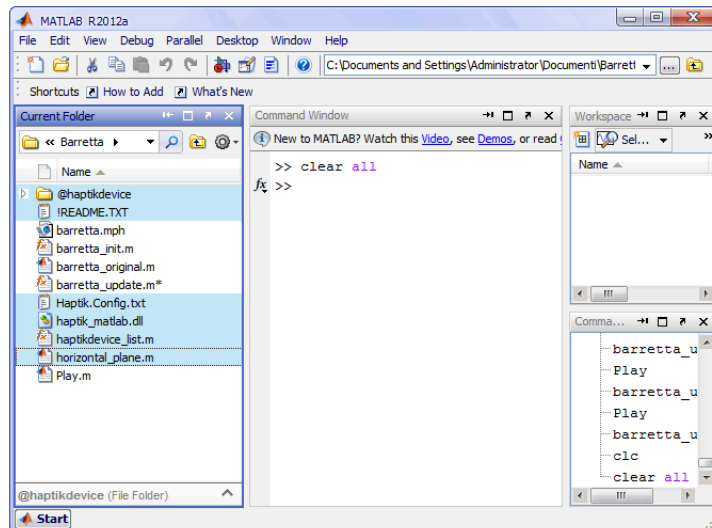 MATLAB R2012a
File Edit View Debug Parallel Desktop Window Help
C:\Documents and Settings\Administrator\Documenti\Barrett
Shortcuts How to Add What's New
Current Folder
« Barretta
Name
@haptikdevice
!README.TXT
barretta.mph
barretta_init.m
barretta_original.m
barretta_update.m*
Haptik.Config.txt
haptik_matlab.dll
haptikdevice_list.m
horizontal_plane.m
Play.m
@haptikdevice (File Folder)
Command Window
New to MATLAB? Watch this Video, see Demos, or read
>> clear all
fx >>
Workspace
Sel...
Name
Comma...
barretta_u
Play
barretta_u
Play
barretta_u
clc
clear all
Start